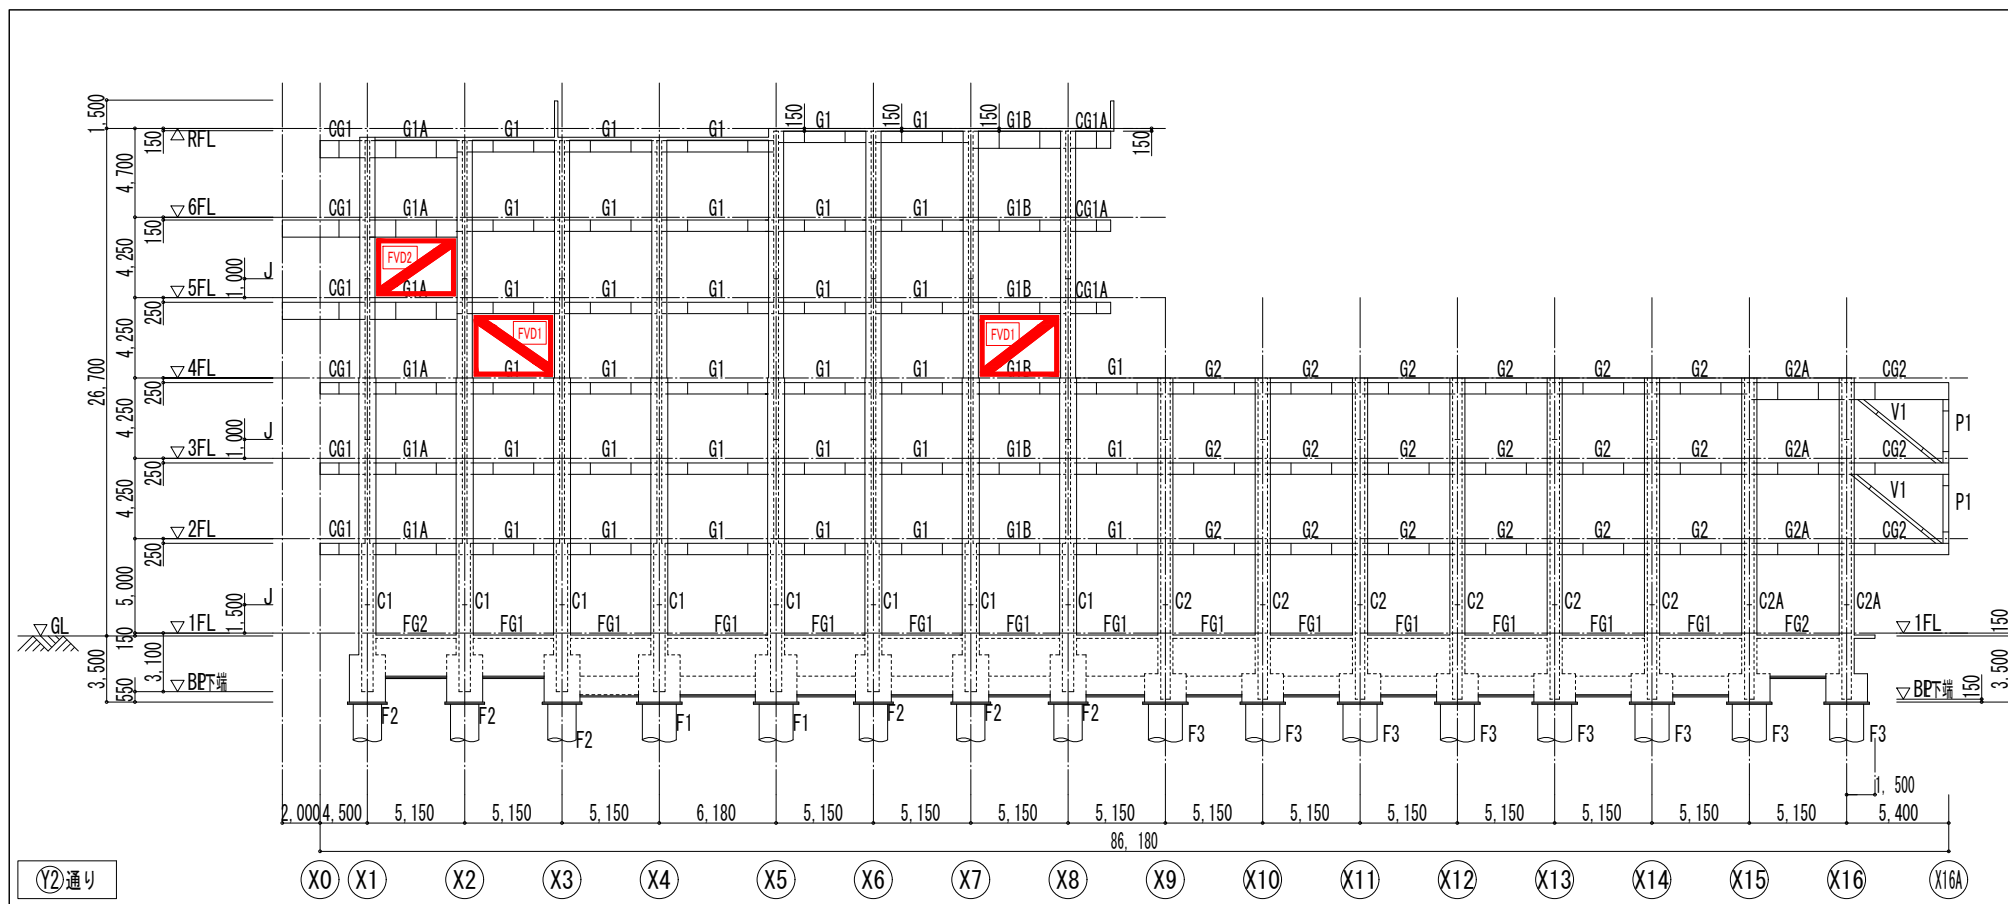 1,500
150 G1 150 G1 150 G1B CG1A
CG1 G1A G1 G1 G1
150 RFL 150
4,700
CG1 G1A G1 G1 G1 G1 G1 G1B CG1A
6FL
150
4,250 1,000 J FVD2
CG1 G1A G1 G1 G1 G1 G1 G1B CG1A
5FL
250
4,250 FVD1 FVD1
26,700
CG1 G1A G1 G1 G1 G1 G1 G1B G1 G2 G2 G2 G2 G2 G2 G2A CG2
4FL
250
4,250 1,000 J V1 P1
CG1 G1A G1 G1 G1 G1 G1 G1B G1 G2 G2 G2 G2 G2 G2 G2A CG2
3FL
250
4,250 V1 P1
CG1 G1A G1 G1 G1 G1 G1 G1B G1 G2 G2 G2 G2 G2 G2 G2A CG2
2FL
250
5,000 1,500 J
C1 C1 C1 C1 C1 C1 C1 C1 C2 C2 C2 C2 C2 C2 C2A C2A
FG2 FG1 FG1 FG1 FG1 FG1 FG1 FG1 FG1 FG1 FG1 FG1 FG1 FG1 FG2
GL 1FL 1FL 150
150
3,500 3,100 550 BP下端 BP下端 150 3,500
F2 F2 F2 F1 F1 F2 F2 F2 F3 F3 F3 F3 F3 F3 F3 F3
1,500
2,000 4,500 5,150 5,150 5,150 6,180 5,150 5,150 5,150 5,150 5,150 5,150 5,150 5,150 5,150 5,150 5,150 5,400
86,180
Y2通り X0 X1 X2 X3 X4 X5 X6 X7 X8 X9 X10 X11 X12 X13 X14 X15 X16 X16A